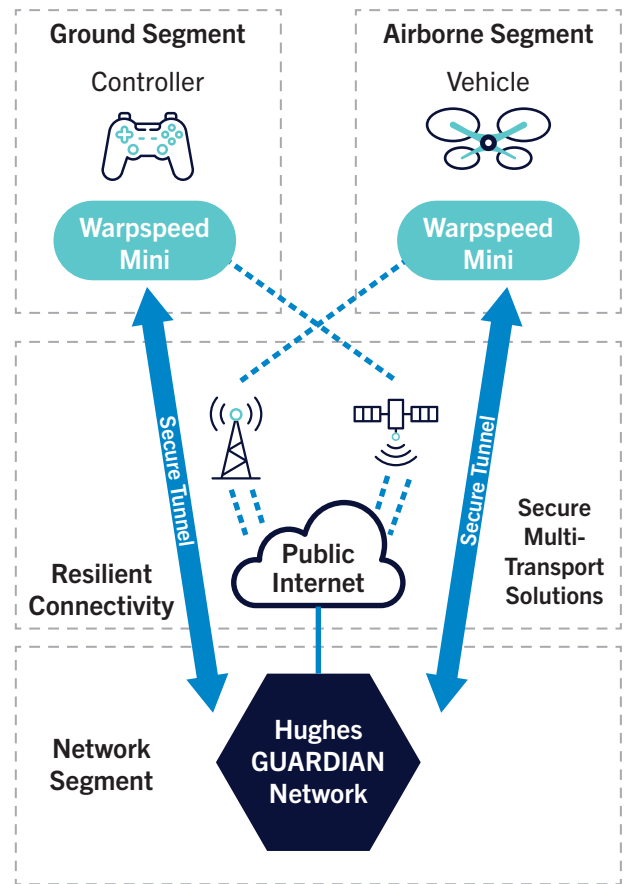 Ground Segment
Controller
Warpspeed
Mini
Airborne Segment
Vehicle
Warpspeed
Mini
Secure Tunnel
Secure Tunnel
Public
Internet
Resilient
Connectivity
Secure
Multi-
Transport
Solutions
Network
Segment
Hughes
GUARDIAN
Network